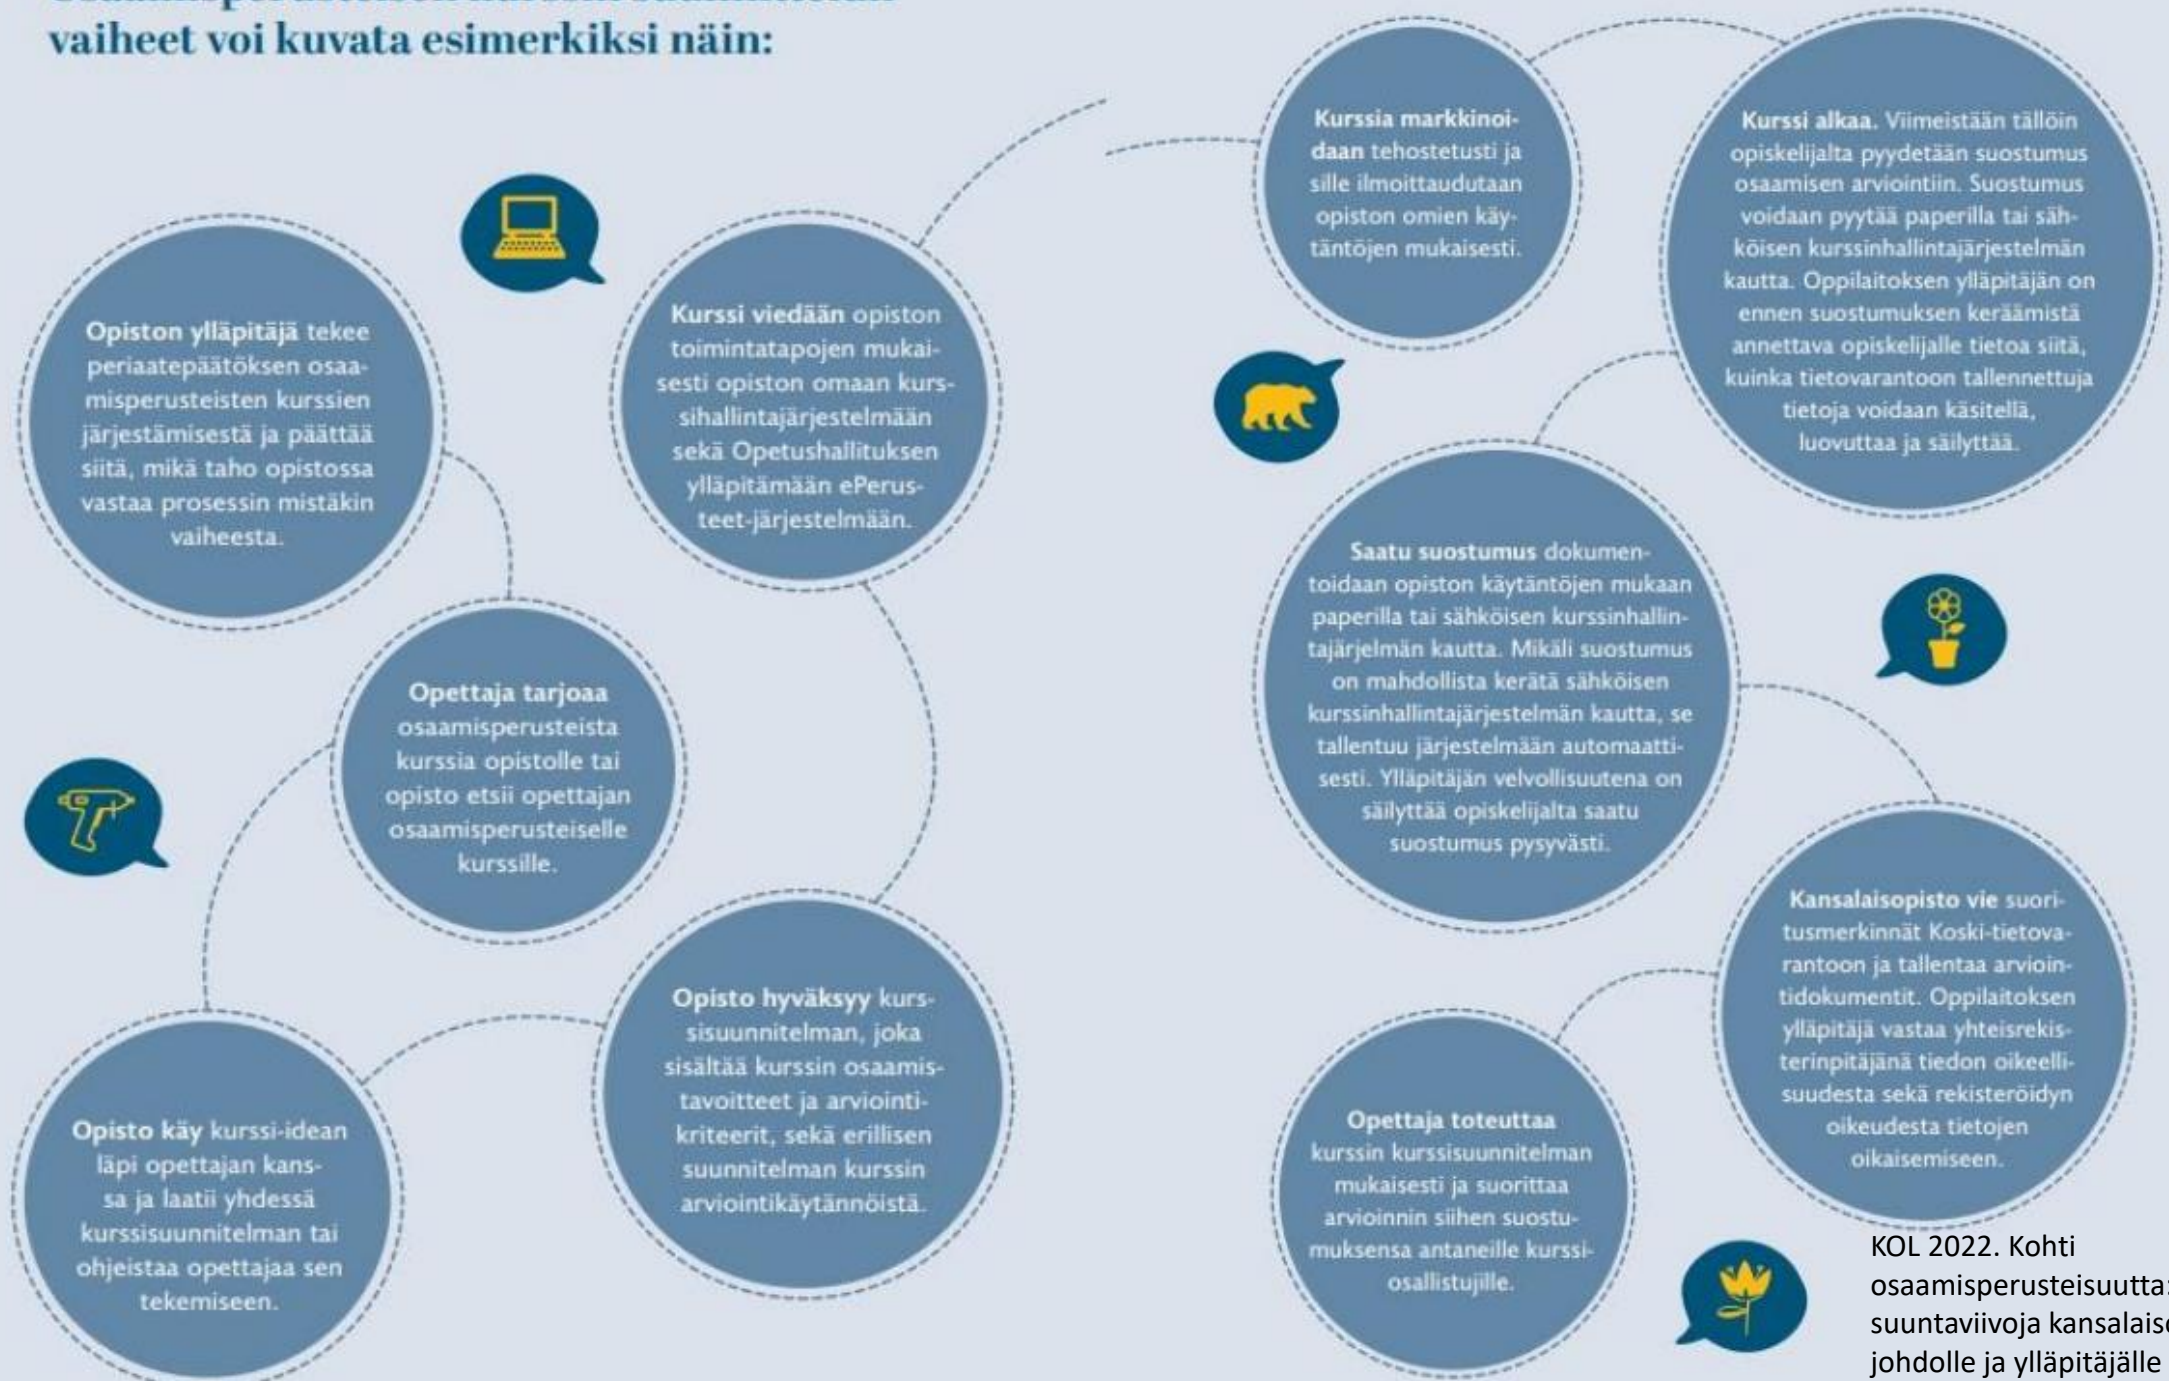 vaiheet voi kuvata esimerkiksi näin:
Opiston ylläpitäjä tekee
periaatepäätöksen osaa-
misperusteisten kurssien
järjestämisestä ja päättää
siitä, mikä taho opistossa
vastaa prosessin mistäkin
vaiheesta.
Opettaja tarjoaa
osaamisperusteista
kurssia opistolle tai
opisto etsii opettajan
osaamisperusteiselle
kurssille.
Opisto käy kurssi-idean
läpi opettajan kans-
sa ja laatii yhdessä
kurssisuunnitelman tai
ohjeistaa opettajaa sen
tekemiseen.
Opisto hyväksyy kurs-
sisuunnitelman, joka
sisältää kurssin osaamis-
tavoitteet ja arviointi-
kriteerit, sekä erillisen
suunnitelman kurssin
arviointikäytännöistä.
Kurssi viedään opiston
toimintatapojen mukai-
sesti opiston omaan kurs-
sihallintajärjestelmään
sekä Opetushallituksen
ylläpitämään ePerus-
teet-järjestelmään.
Kurssia markkinoi-
daan tehostetusti ja
sille ilmoittaudutaan
opiston omien käy-
täntöjen mukaisesti.
Kurssi alkaa. Viimeistään tällöin
opiskelijalta pyydetään suostumus
osaamisen arviointiin. Suostumus
voidaan pyytää paperilla tai säh-
köisen kurssinhallintajärjestelmän
kautta. Oppilaitoksen ylläpitäjän on
ennen suostumuksen keräämistä
annettava opiskelijalle tietoa siitä,
kuinka tietovarantoon tallennettuja
tietoja voidaan käsitellä,
luovuttaa ja säilyttää.
Saatu suostumus dokumen-
toidaan opiston käytäntöjen mukaan
paperilla tai sähköisen kurssinhallin-
tajärjelmän kautta. Mikäli suostumus
on mahdollista kerätä sähköisen
kurssinhallintajärjestelmän kautta, se
tallentuu järjestelmään automaatti-
sesti. Ylläpitäjän velvollisuutena on
säilyttää opiskelijalta saatu
suostumus pysyvästi.
Kansalaisopisto vie suori-
tusmerkinnät Koski-tietova-
rantoon ja tallentaa arvioin-
tidokumentit. Oppilaitoksen
ylläpitäjä vastaa yhteisrekis-
terinpitäjänä tiedon oikeelli-
suudesta sekä rekisteröidyn
oikeudesta tietojen
oikaisemiseen.
Opettaja toteuttaa
kurssin kurssisuunnitelman
mukaisesti ja suorittaa
arvioinnin siihen suostu-
muksensa antaneille kurssi-
osallistujille.
KOL 2022. Kohti
osaamisperusteisuutta:
suuntaviivoja
johdolle ja ylläpitäjälle